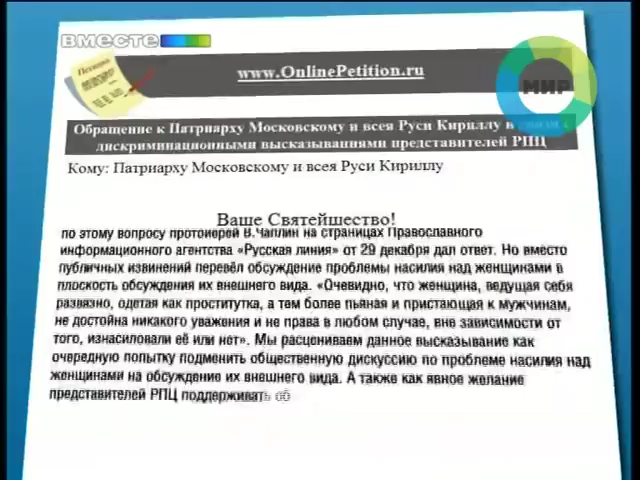 вместе
Петиция
www.OnlinePetition.ru
МИР
Обращение к Патриарху Московскому и всея Руси Кириллу в связи с
дискриминационными высказываниями представителей РПЦ
Кому: Патриарху Московскому и всея Руси Кириллу
Ваше Святейшество!
по этому вопросу протоиерей В.Чаплин на страницах Православного
информационного агентства «Русская линия» от 29 декабря дал ответ. Но вместо
публичных извинений перевёл обсуждение проблемы насилия над женщинами в
плоскость обсуждения их внешнего вида. «Очевидно, что женщина, ведущая себя
развязно, одетая как проститутка, а тем более пьяная и пристающая к мужчинам,
не достойна никакого уважения и не права в любом случае, вне зависимости от
того, изнасиловали её или нет». Мы расцениваем данное высказывание как
очередную попытку подменить общественную дискуссию по проблеме насилия над
женщинами на обсуждение их внешнего вида. А также как явное желание
представителей РПЦ поддерживать об